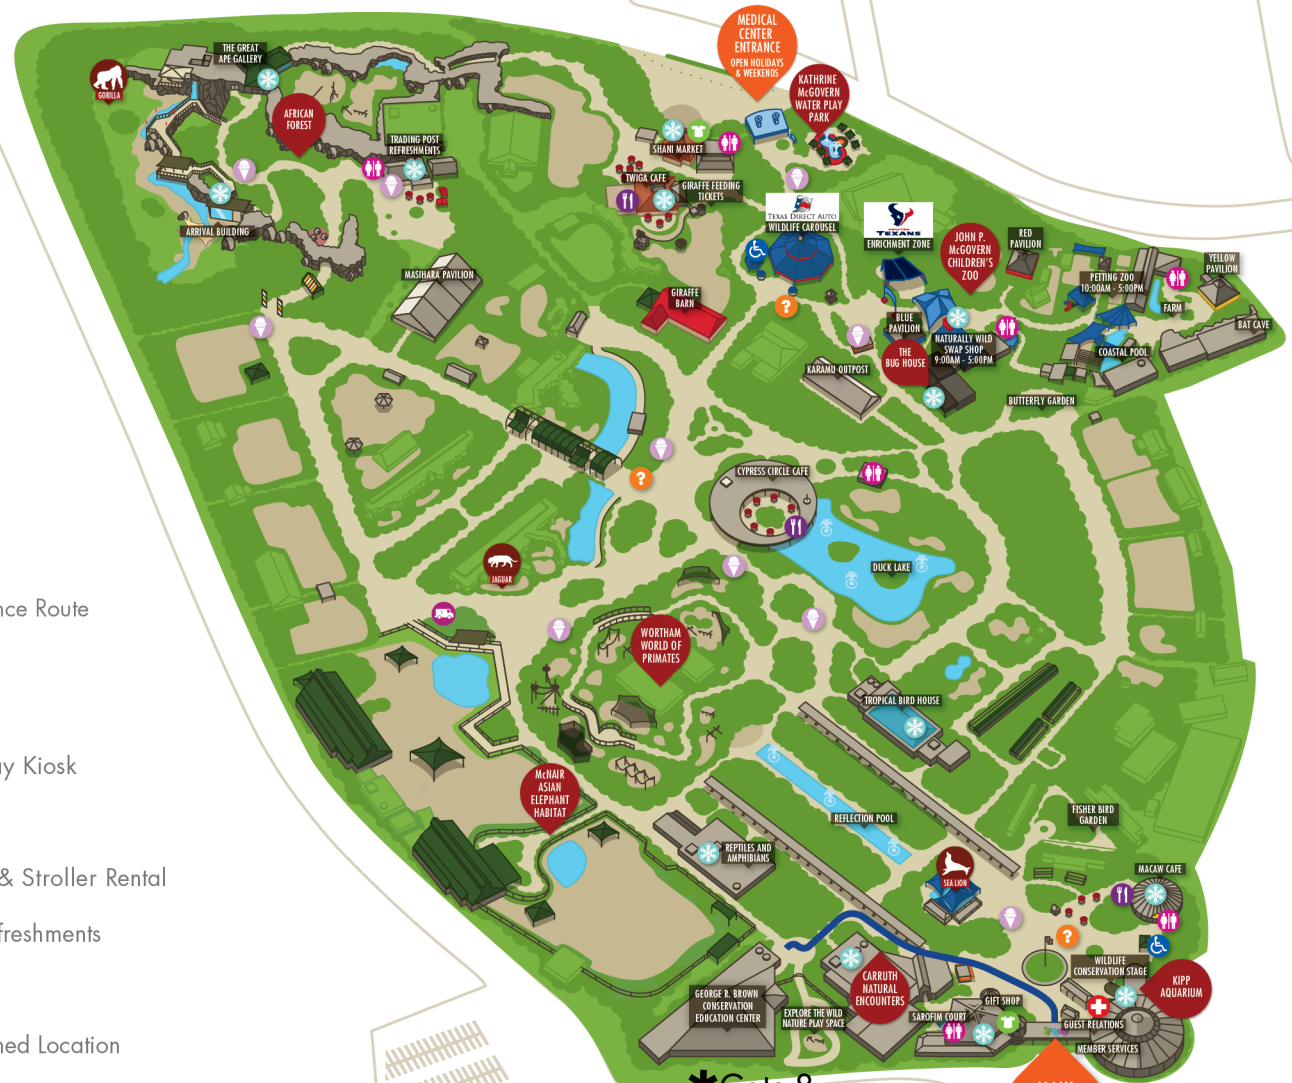 MEDICAL
CENTER
ENTRANCE
OPEN HOLIDAYS
& WEEKENDS
THE GREAT
APE GALLERY
GORILLA
AFRICAN
FOREST
TRADING POST
REFRESHMENTS
KATHRINE
McGOVERN
WATER PLAY
PARK
SHANI MARKET
TWIGA CAFE
GIRAFFE FEEDING
TICKETS
TEXAS DIRECT AUTO
WILDLIFE CAROUSEL
TEXANS
ENRICHMENT ZONE
JOHN P.
McGOVERN
CHILDREN'S
ZOO
RED
PAVILION
YELLOW
PAVILION
PETTING ZOO
10:00AM - 5:00PM
ARRIVAL BUILDING
MASIHARA PAVILION
GIRAFFE
BARN
FARM
BAT CAVE
BLUE
PAVILION
THE
BUG HOUSE
NATURALLY WILD
SWAP SHOP
9:00AM - 5:00PM
COASTAL POOL
KARAMU OUTPOST
BUTTERFLY GARDEN
CYPRESS CIRCLE CAFE
DUCK LAKE
JAGUAR
nce Route
WORTHAM
WORLD OF
PRIMATES
TROPICAL BIRD HOUSE
ay Kiosk
McNAIR
ASIAN
ELEPHANT
HABITAT
REFLECTION POOL
FISHER BIRD
GARDEN
REPTILES AND
AMPHIBIANS
& Stroller Rental
SEA LION
MACAW CAFE
freshments
WILDLIFE
CONSERVATION STAGE
KIPP
AQUARIUM
CARRUTH
NATURAL
ENCOUNTERS
GEORGE R. BROWN
CONSERVATION
EDUCATION CENTER
EXPLORE THE WILD
NATURE PLAY SPACE
GIFT SHOP
SAROFIM COURT
GUEST RELATIONS
MEMBER SERVICES
ned Location